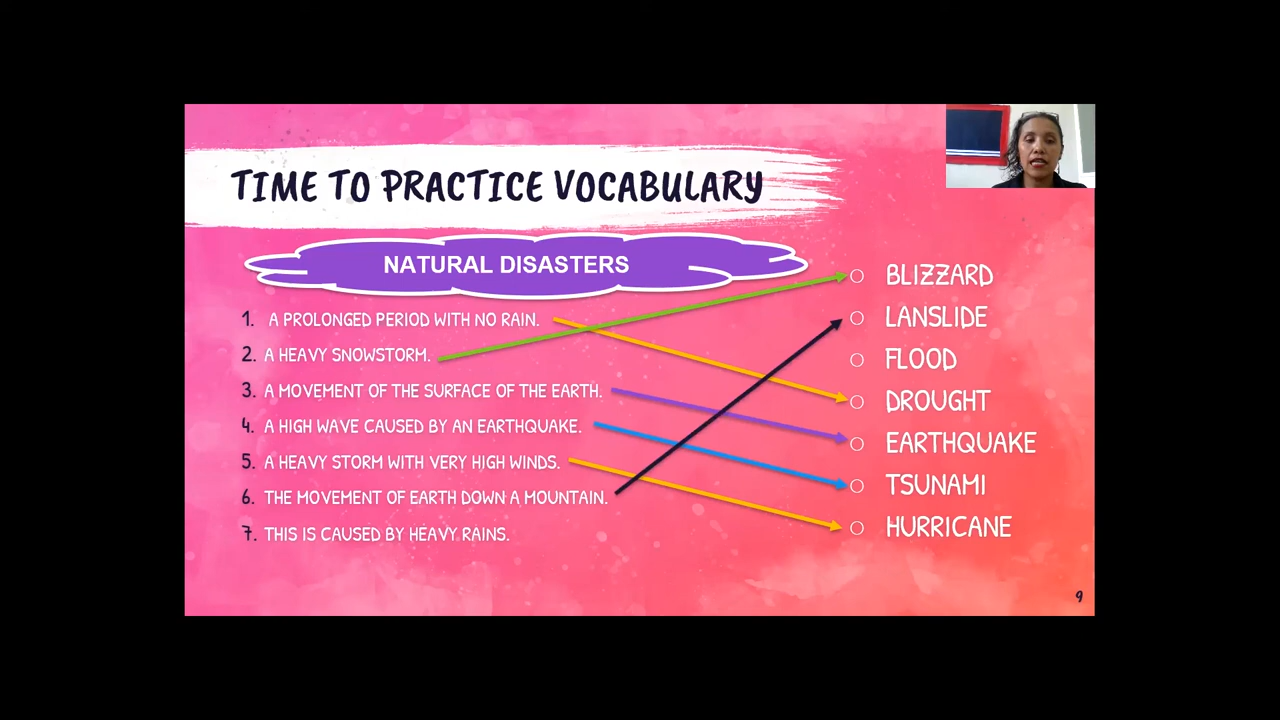 TIME TO PRACTICE VOCABULARY
NATURAL DISASTERS
1. A PROLONGED PERIOD WITH NO RAIN.
2. A HEAVY SNOWSTORM.
3. A MOVEMENT OF THE SURFACE OF THE EARTH.
4. A HIGH WAVE CAUSED BY AN EARTHQUAKE.
5. A HEAVY STORM WITH VERY HIGH WINDS.
6. THE MOVEMENT OF EARTH DOWN A MOUNTAIN.
7. THIS IS CAUSED BY HEAVY RAINS.
BLIZZARD
LANSLIDE
FLOOD
DROUGHT
EARTHQUAKE
TSUNAMI
HURRICANE
9